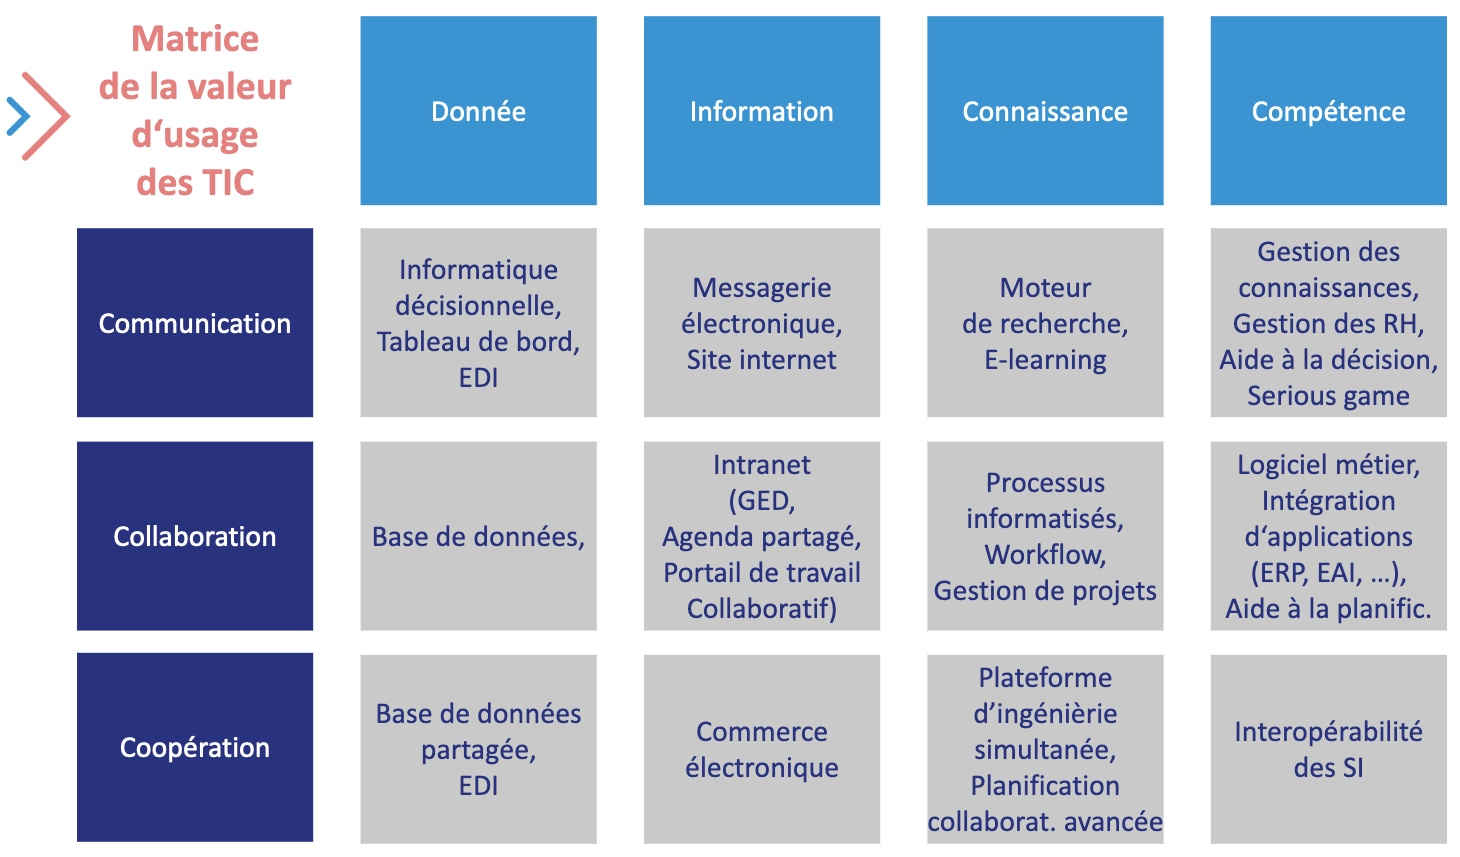 Matrice
de la valeur
d‘usage
des TIC
Donnée
Information
Connaissance
Compétence
Communication
Informatique
décisionnelle,
Tableau de bord,
EDI
Messagerie
électronique,
Site internet
Moteur
de recherche,
E-learning
Gestion des
connaissances,
Gestion des RH,
Aide à la décision,
Serious game
Collaboration
Base de données,
Intranet
(GED,
Agenda partagé,
Portail de travail
Collaboratif)
Processus
informatisés,
Workflow,
Gestion de projets
Logiciel métier,
Intégration
d‘applications
(ERP, EAI, ...),
Aide à la planific.
Coopération
Base de données
partagée,
EDI
Commerce
électronique
Plateforme
d’ingénièrie
simultanée,
Planification
collaborat. avancée
Interopérabilité
des SI